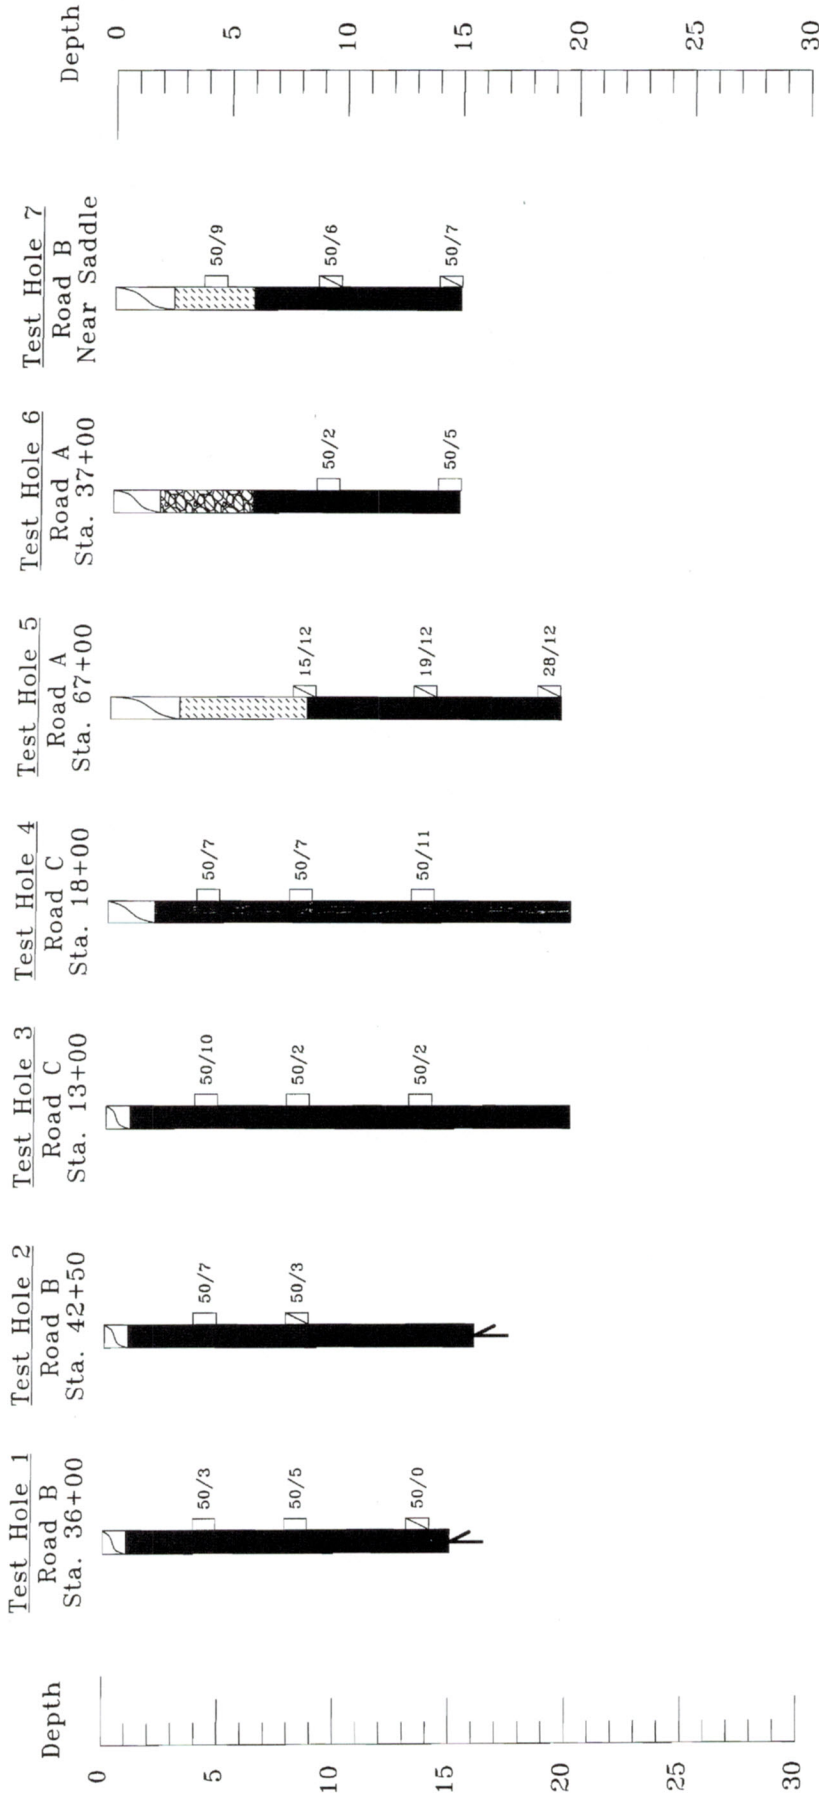 Test Hole 1
Road B
Sta. 36+00
Test Hole 2
Road B
Sta. 42+50
Test Hole 3
Road C
Sta. 13+00
Test Hole 4
Road C
Sta. 18+00
Test Hole 5
Road A
Sta. 67+00
Test Hole 6
Road A
Sta. 37+00
Test Hole 7
Road B
Near Saddle
Depth
0
5
10
15
20
25
30
50/3
50/5
50/0
50/7
50/3
50/10
50/2
50/2
50/7
50/7
50/11
15/12
19/12
28/12
50/2
50/5
50/9
50/6
50/7
Depth
0
5
10
15
20
25
30